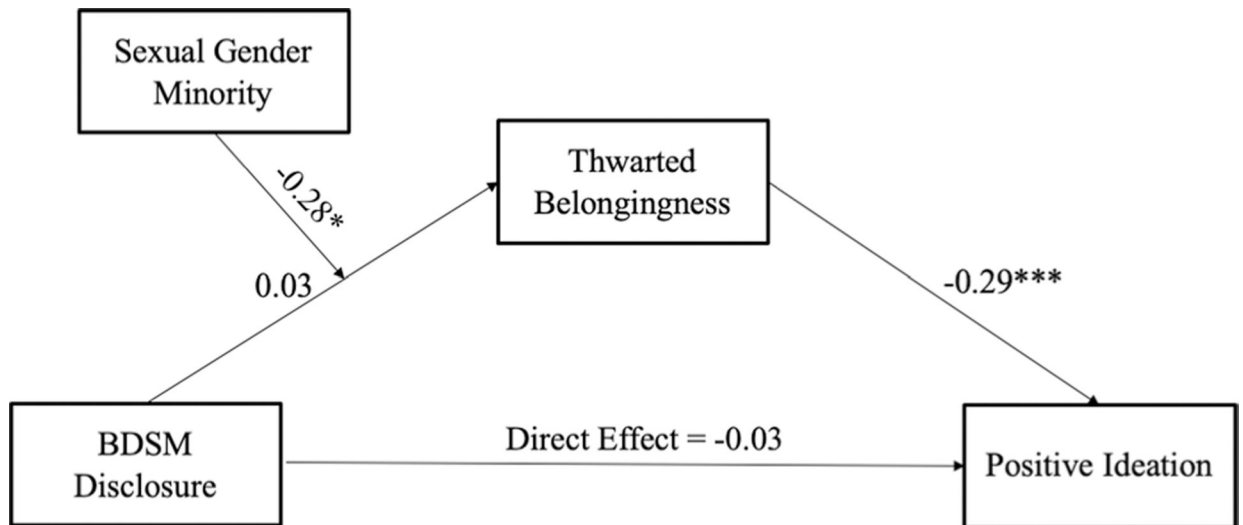 Sexual Gender
Minority
-0.28*
Thwarted
Belongingness
0.03
-0.29***
BDSM
Disclosure
Direct Effect = -0.03
Positive Ideation